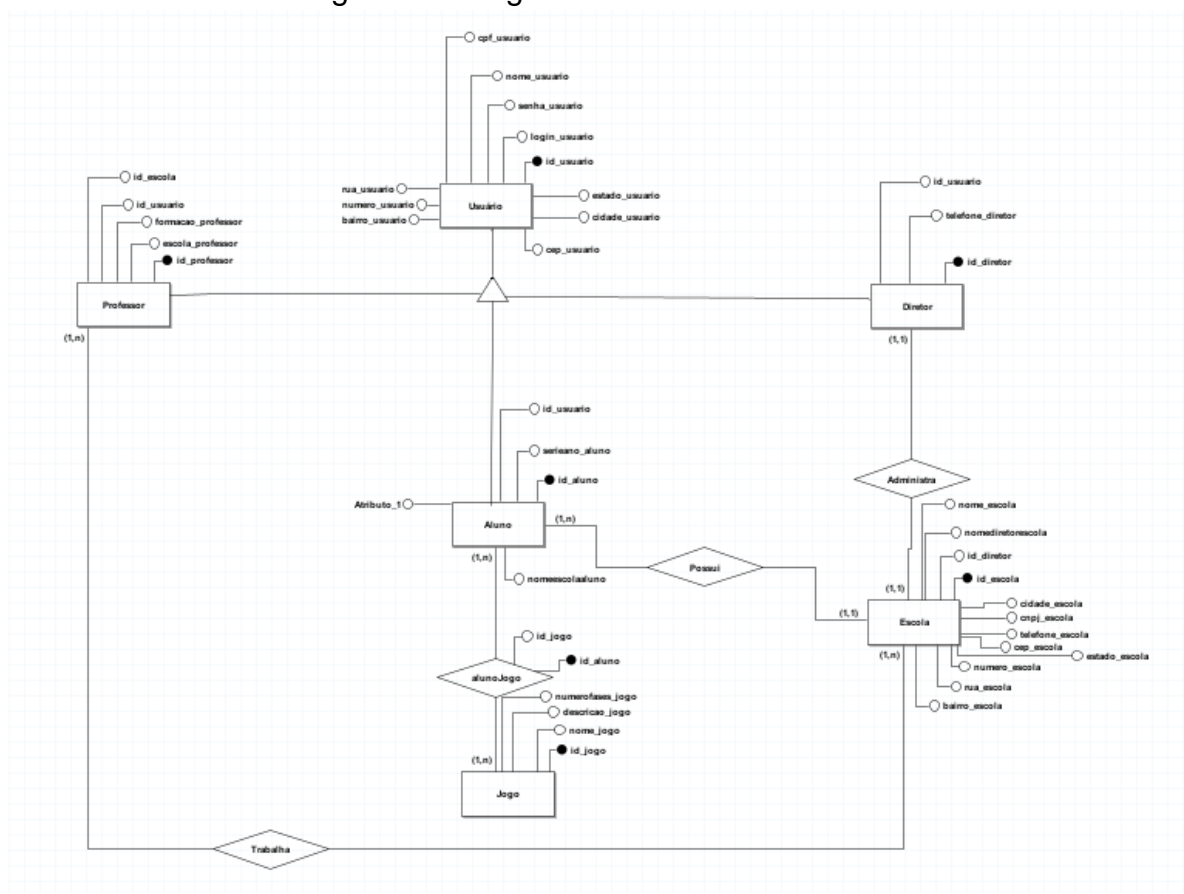 cpf_usuario
nome_usuario
senha_usuario
login_usuario
id_usuario
rua_usuario
numero_usuario
bairro_usuario
Usuário
estado_usuario
cidade_usuario
cep_usuario
id_escola
id_usuario
formacao_professor
escola_professor
id_professor
Professor
(1,n)
id_usuario
telefone_diretor
id_diretor
Diretor
(1,1)
id_usuario
serieano_aluno
id_aluno
Atributo_1
Aluno
(1,n)
(1,n)
nomeescolaaluno
Possui
Administra
nome_escola
nomediretorescola
id_diretor
id_escola
(1,1)
(1,1)
Escola
(1,n)
cidade_escola
cnpj_escola
telefone_escola
cep_escola
estado_escola
numero_escola
rua_escola
bairro_escola
id_jogo
id_aluno
alunoJogo
numerofases_jogo
descricao_jogo
nome_jogo
id_jogo
(1,n)
Jogo
Trabalha